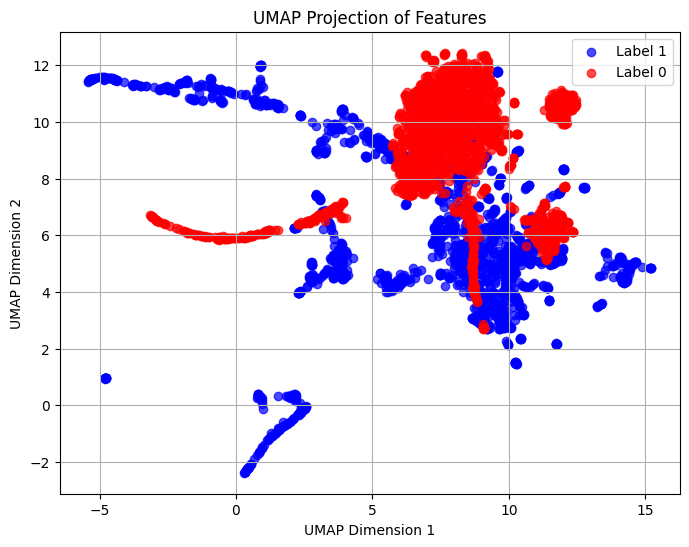 UMAP Projection of Features
Label 1
Label 0
UMAP Dimension 2
12
10
8
6
4
2
0
−2
−5
0
5
10
15
UMAP Dimension 1